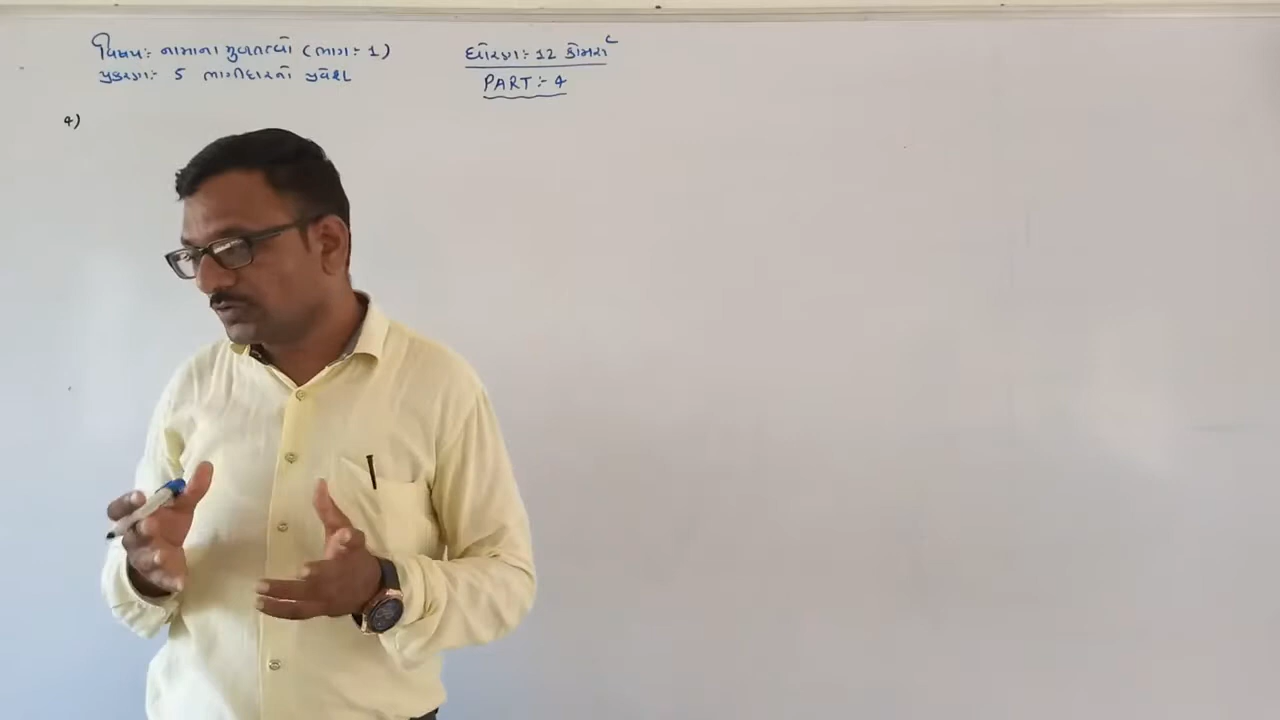 વિષય:- નામાના મુળતત્વો (ભાગ:- 1)
પ્રકરણ:- 5 ભાગીદારનો પ્રવેશ
ધોરણ:- 12 કોમર્સ
PART:- 4
4)